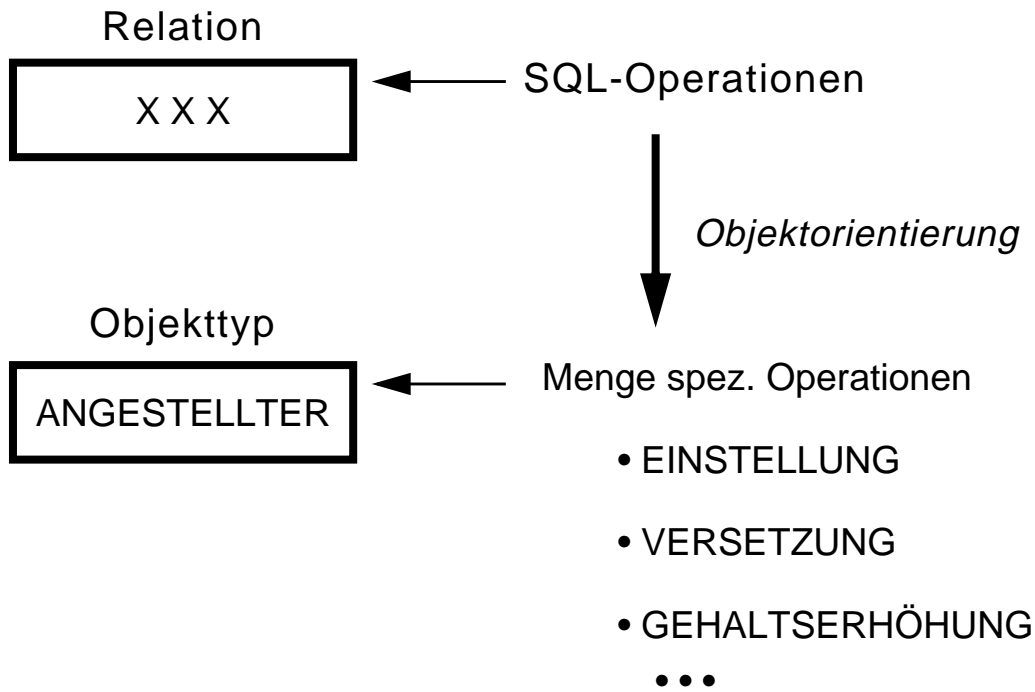 Relation
X X X
SQL-Operationen
Objektorientierung
Objekttyp
ANGESTELLTER
Menge spez. Operationen
• EINSTELLUNG
• VERSETZUNG
• GEHALTSERHÖHUNG
• • •